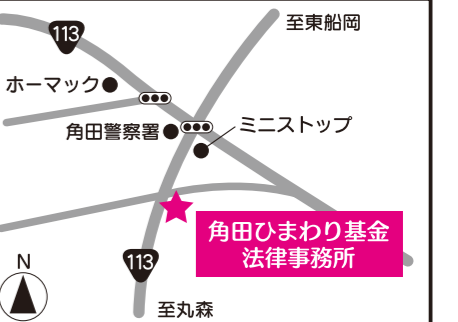 113
至東船岡
ホーマック
角田警察署
ミニストップ
角田ひまわり基金
法律事務所
N
113
至丸森